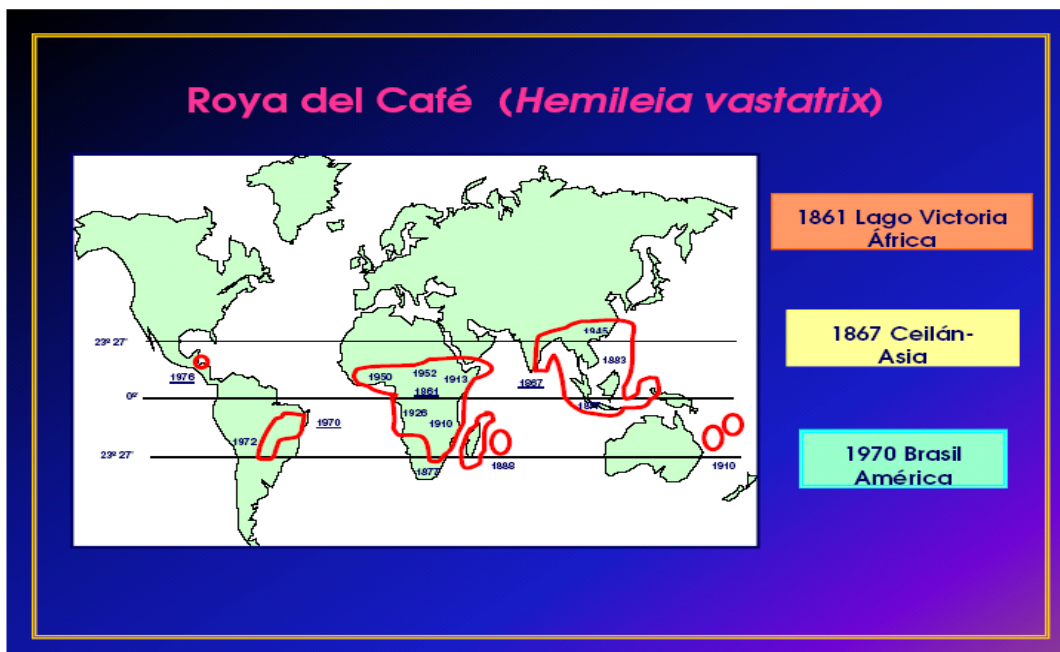 Roya del Café (Hemileia vastatrix)
1861 Lago Victoria
África
1867 Ceilán-
Asia
1970 Brasil
América
23º 27'
1976
0º
1972
1970
23º 27'
1950
1952
1913
1861
1926
1910
1877
1888
1945
1883
1867
1910